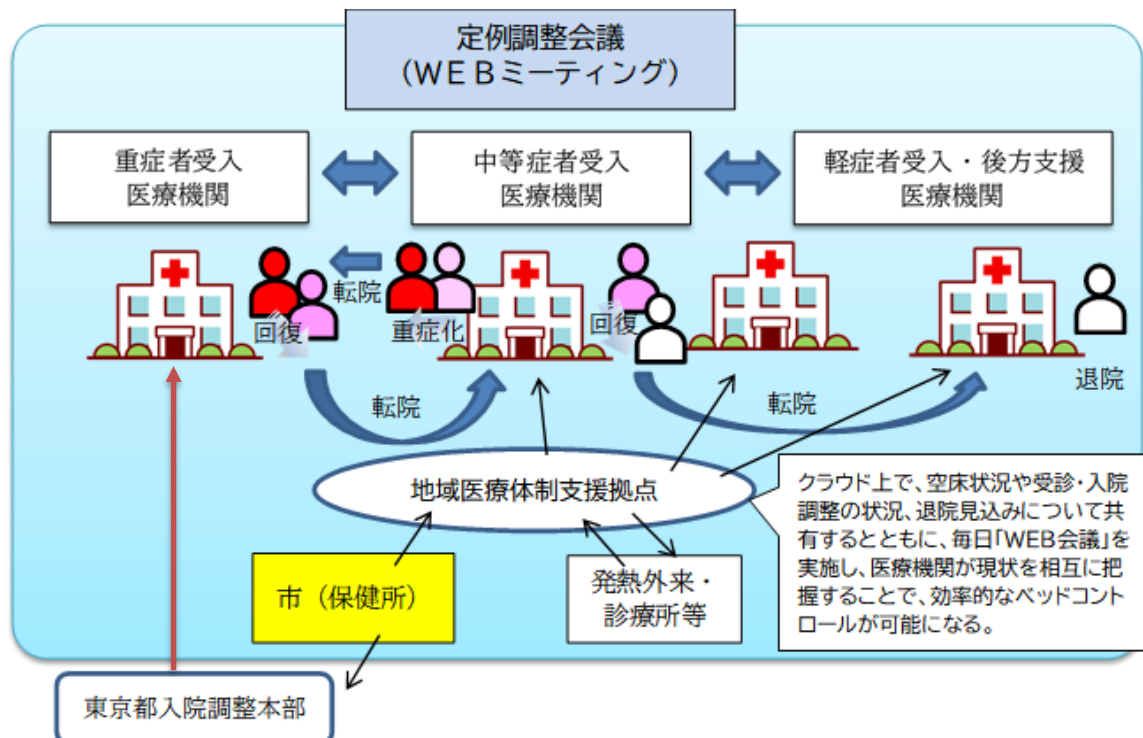 定例調整会議
（ＷＥＢミーティング）
重症者受入
医療機関
中等症者受入
医療機関
軽症者受入・後方支援
医療機関
転院
回復
重症化
回復
退院
転院
転院
地域医療体制支援拠点
クラウド上で、空床状況や受診・入院
調整の状況、退院見込みについて共
有するとともに、毎日「WEB会議」を
実施し、医療機関が現状を相互に把
握することで、効率的なベッドコント
ロールが可能になる。
市（保健所）
発熱外来・
診療所等
東京都入院調整本部